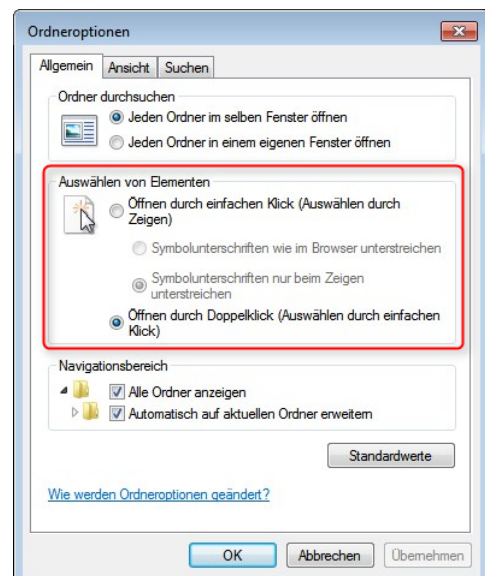 Ordneroptionen
Allgemein Ansicht Suchen
Ordner durchsuchen
Jeden Ordner im selben Fenster öffnen
Jeden Ordner in einem eigenen Fenster öffnen
Auswählen von Elementen
Öffnen durch einfachen Klick (Auswählen durch
Zeigen)
Symbolunterschriften wie im Browser unterstreichen
Symbolunterschriften nur beim Zeigen
unterstreichen
Öffnen durch Doppelklick (Auswählen durch einfachen
Klick)
Navigationsbereich
Alle Ordner anzeigen
Automatisch auf aktuellen Ordner erweitern
Standardwerte
Wie werden Ordneroptionen geändert?
OK Abbrechen Übernehmen